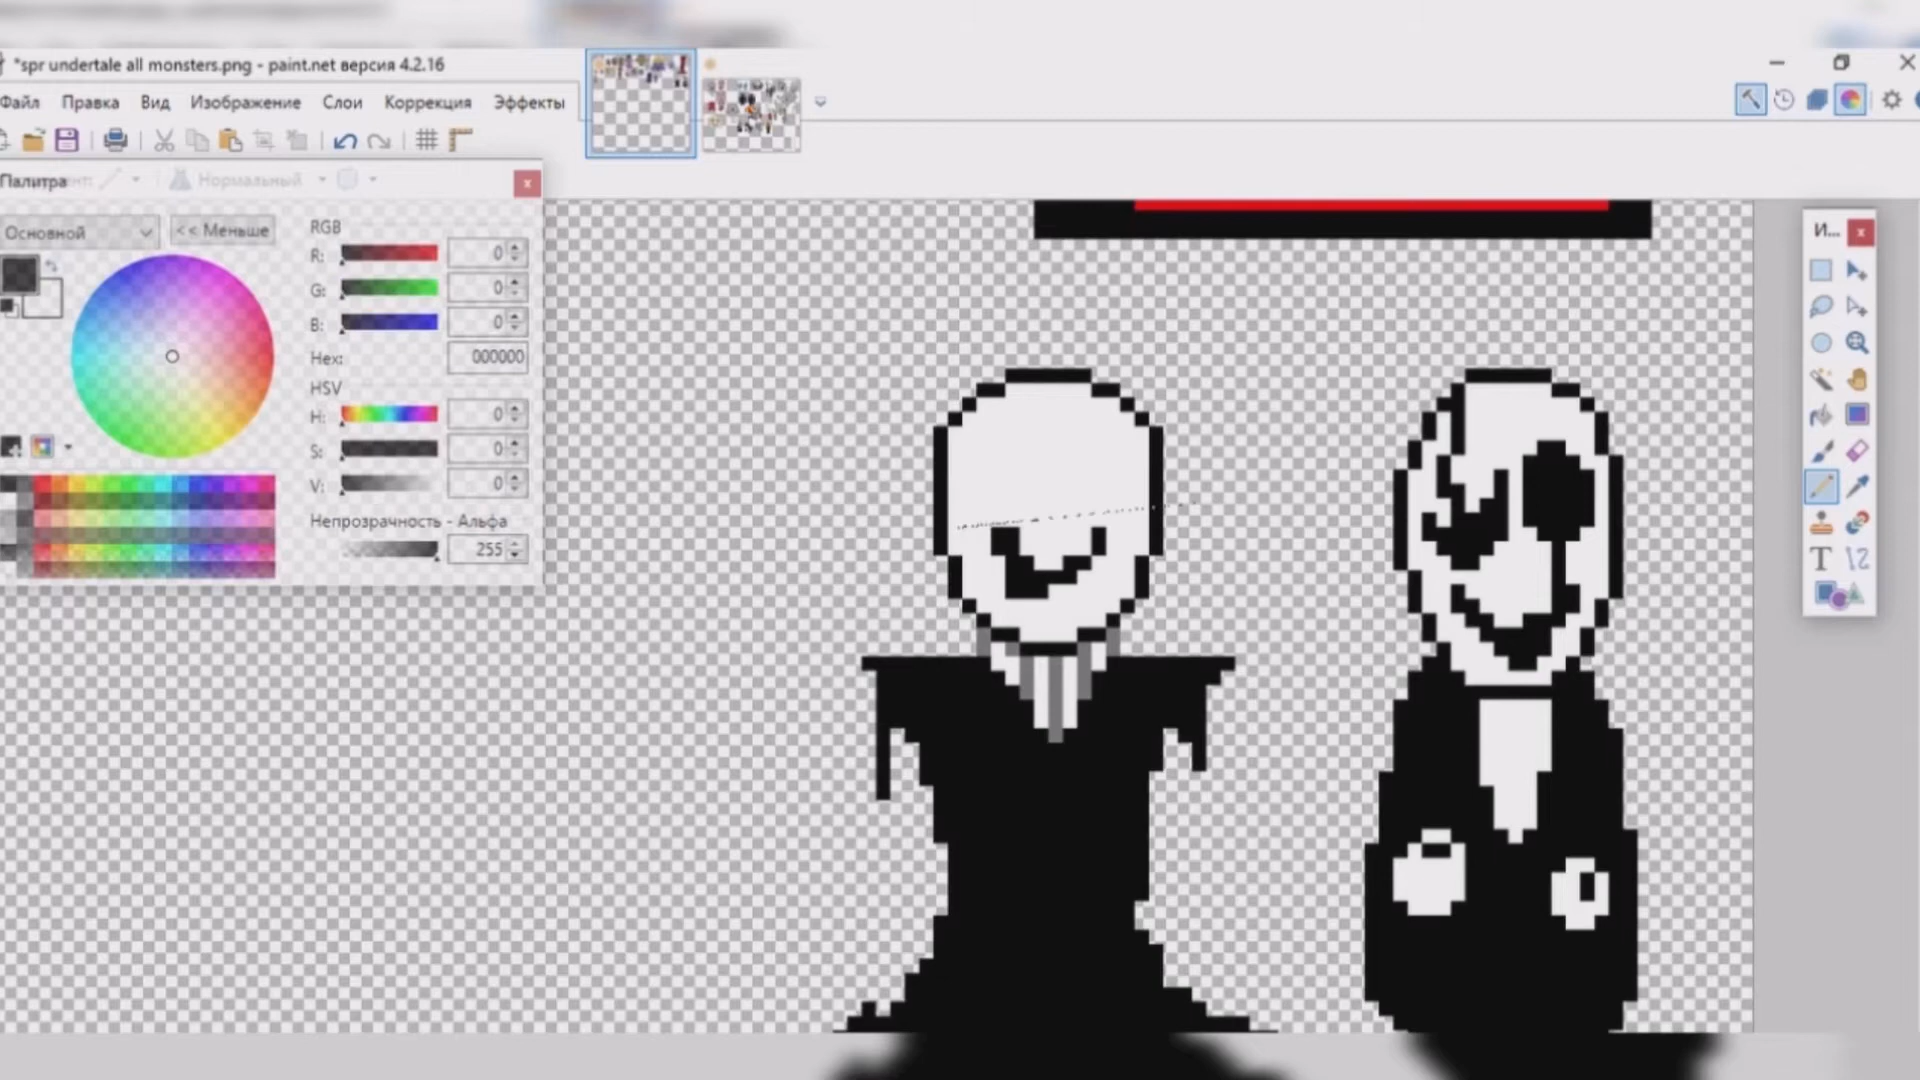 *spr undertale all monsters.png - paint.net версия 4.2.16
Файл Правка Вид Изображение Слои Коррекция Эффекты
Нормальный
Палитра
Основной
<< Меньше
RGB
R: 0
G: 0
B: 0
Hex: 000000
HSV
H: 0
S: 0
V: 0
Непрозрачность - Альфа
255
И...